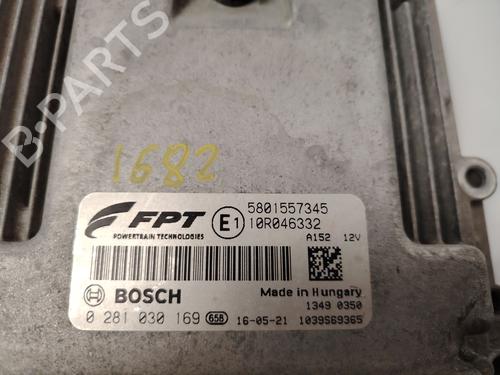 B-PARTS
1682
FPT
POWERTRAIN TECHNOLOGIES
E1
5801557345
10R046332
A152 12V
BOSCH
Made in Hungary
1349 0350
0 281 030 169 658 16-05-21 1039S69365